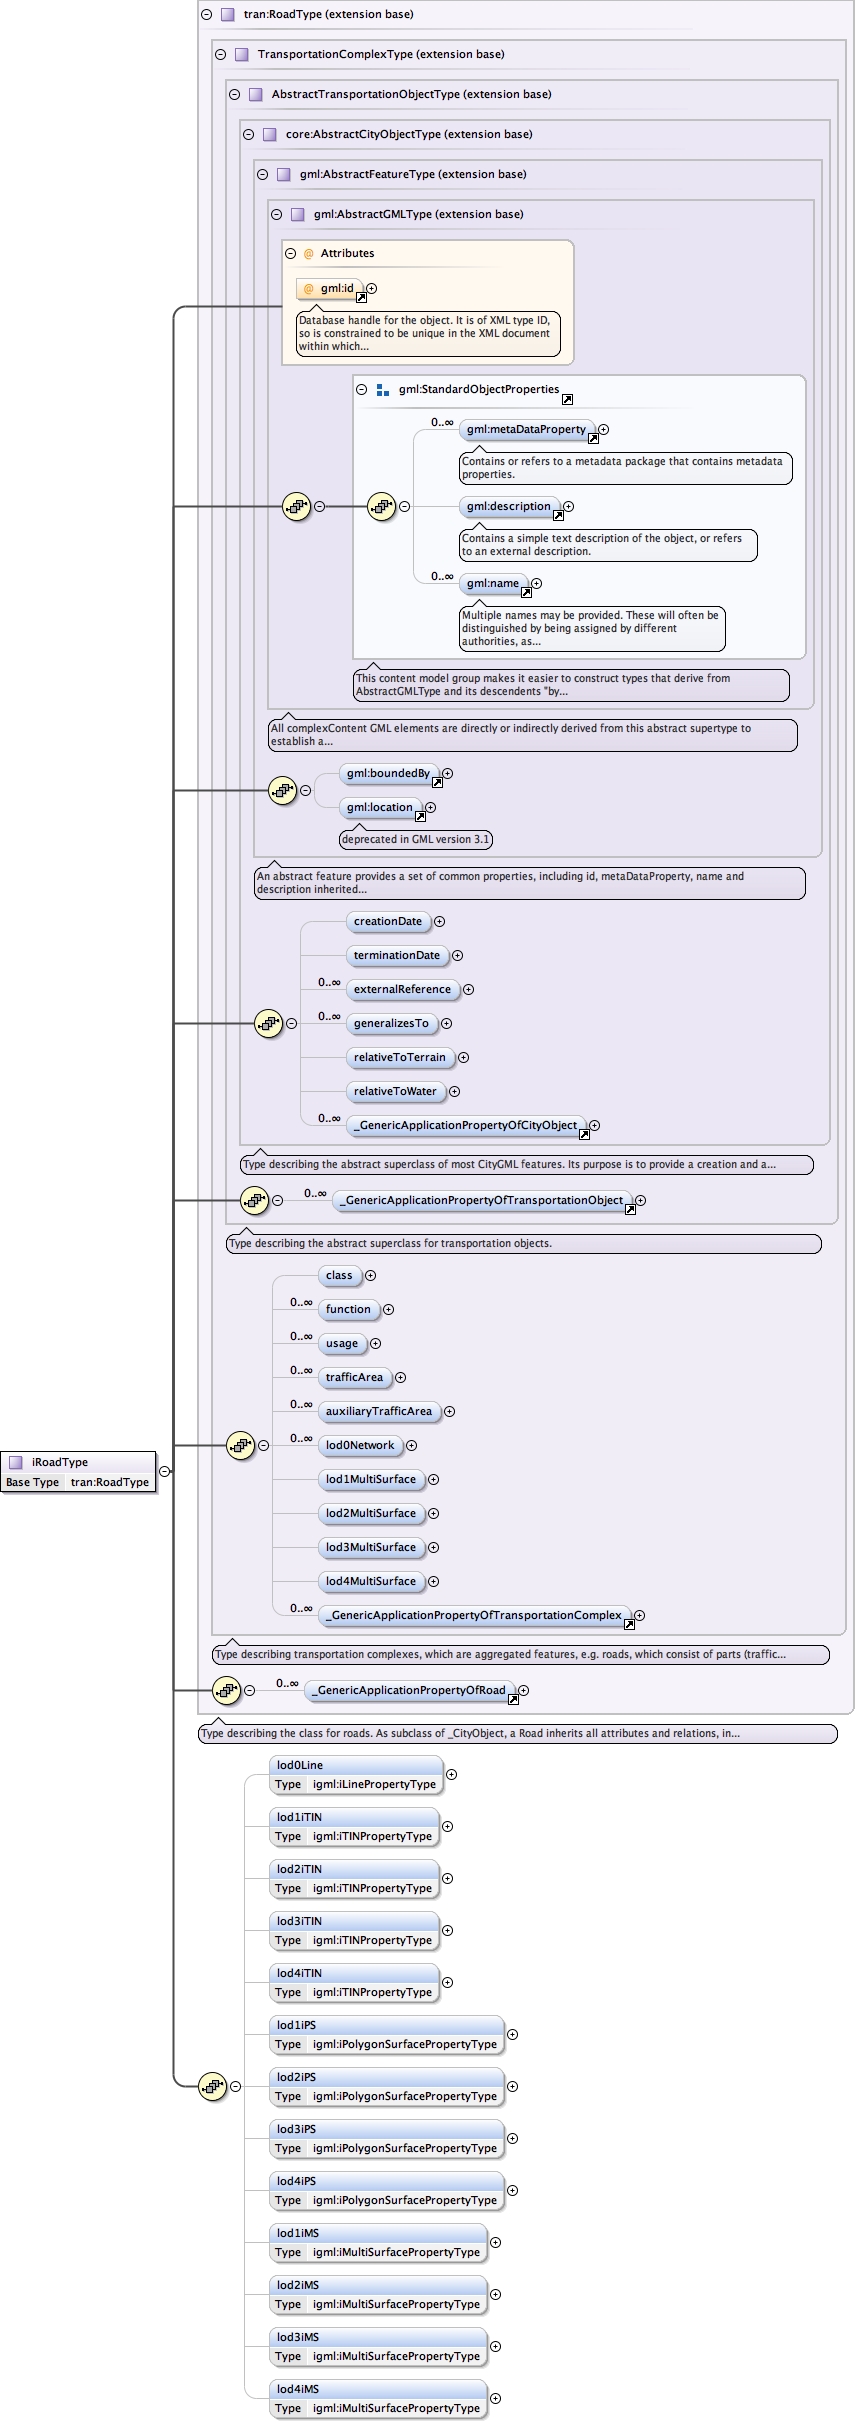 tran:RoadType (extension base)
TransportationComplexType (extension base)
AbstractTransportationObjectType (extension base)
core:AbstractCityObjectType (extension base)
gml:AbstractFeatureType (extension base)
gml:AbstractGMLType (extension base)
@ Attributes
@ gml:id
Database handle for the object. It is of XML type ID,
so is constrained to be unique in the XML document
within which...
gml:StandardObjectProperties
0..∞
gml:metaDataProperty
Contains or refers to a metadata package that contains metadata
properties.
gml:description
Contains a simple text description of the object, or refers
to an external description.
0..∞
gml:name
Multiple names may be provided. These will often be
distinguished by being assigned by different
authorities, as...
This content model group makes it easier to construct types that derive from
AbstractGMLType and its descendents "by...
All complexContent GML elements are directly or indirectly derived from this abstract supertype to
establish a...
gml:boundedBy
gml:location
deprecated in GML version 3.1
An abstract feature provides a set of common properties, including id, metaDataProperty, name and
description inherited...
creationDate
terminationDate
0..∞
externalReference
0..∞
generalizesTo
relativeToTerrain
relativeToWater
0..∞
_GenericApplicationPropertyOfCityObject
Type describing the abstract superclass of most CityGML features. Its purpose is to provide a creation and a...
0..∞
_GenericApplicationPropertyOfTransportationObject
Type describing the abstract superclass for transportation objects.
class
0..∞
function
0..∞
usage
0..∞
trafficArea
0..∞
auxiliaryTrafficArea
0..∞
lod0Network
iRoadType
Base Type tran:RoadType
lod1MultiSurface
lod2MultiSurface
lod3MultiSurface
lod4MultiSurface
0..∞
_GenericApplicationPropertyOfTransportationComplex
Type describing transportation complexes, which are aggregated features, e.g. roads, which consist of parts (traffic...
0..∞
_GenericApplicationPropertyOfRoad
Type describing the class for roads. As subclass of _CityObject, a Road inherits all attributes and relations, in...
lod0Line
Type igml:iLinePropertyType
lod1iTIN
Type igml:iTINPropertyType
lod2iTIN
Type igml:iTINPropertyType
lod3iTIN
Type igml:iTINPropertyType
lod4iTIN
Type igml:iTINPropertyType
lod1iPS
Type igml:iPolygonSurfacePropertyType
lod2iPS
Type igml:iPolygonSurfacePropertyType
lod3iPS
Type igml:iPolygonSurfacePropertyType
lod4iPS
Type igml:iPolygonSurfacePropertyType
lod1iMS
Type igml:iMultiSurfacePropertyType
lod2iMS
Type igml:iMultiSurfacePropertyType
lod3iMS
Type igml:iMultiSurfacePropertyType
lod4iMS
Type igml:iMultiSurfacePropertyType